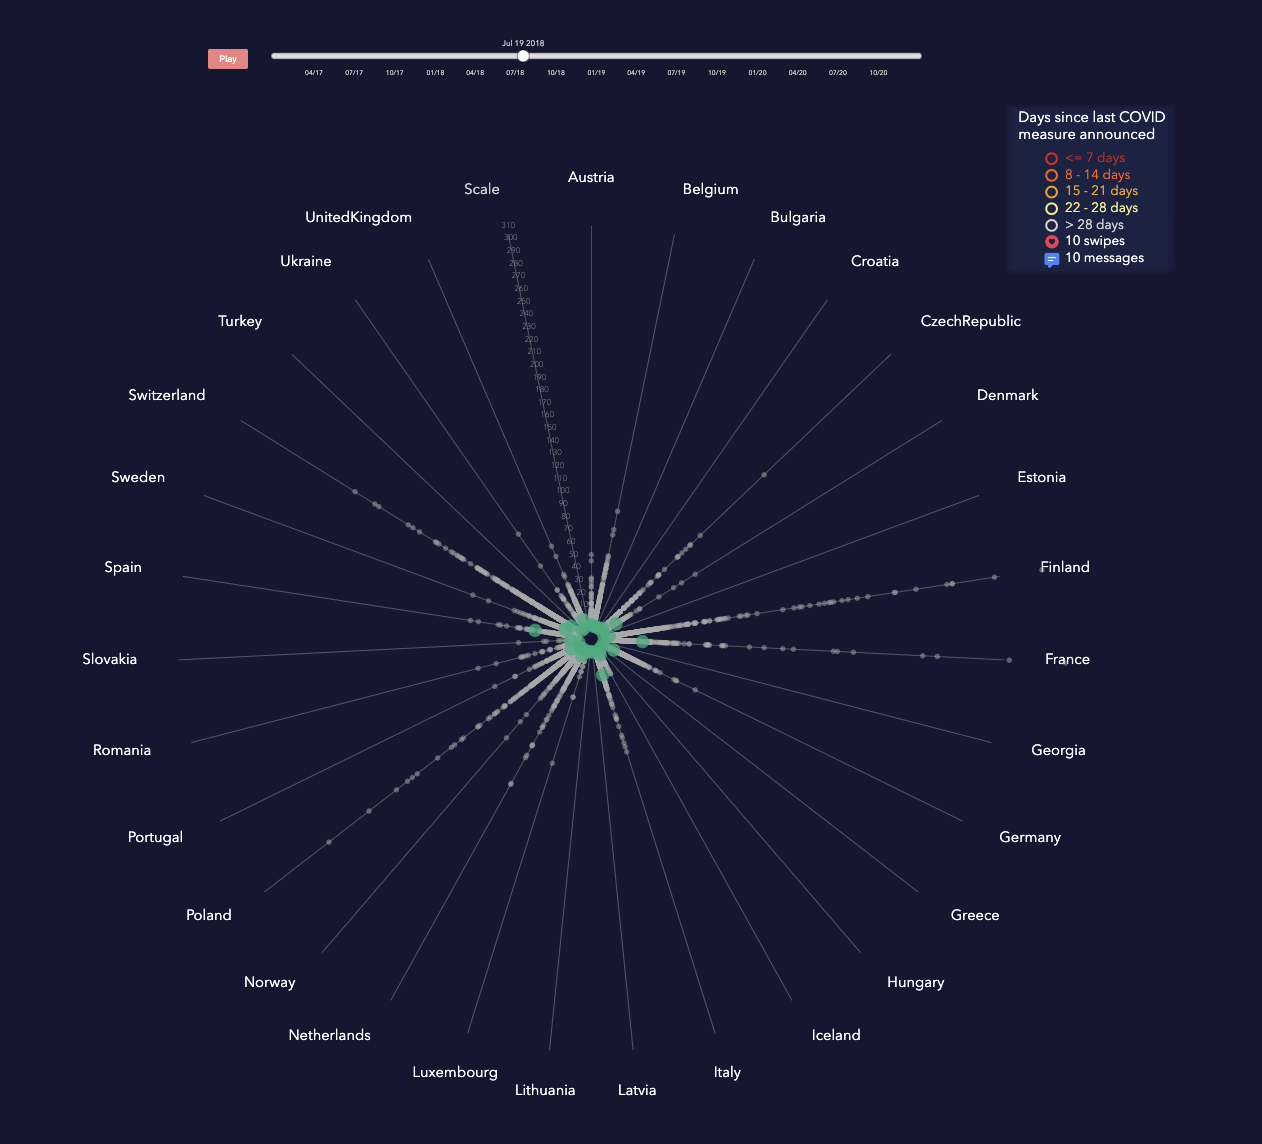 Jul 19 2018
Play
04/17 07/17 10/17 01/18 04/18 07/18 10/18 01/19 04/19 07/19 10/19 01/20 04/20 07/20 10/20
Days since last COVID
measure announced
<= 7 days
8 - 14 days
15 - 21 days
22 - 28 days
> 28 days
10 swipes
10 messages
Scale
Austria
Belgium
Bulgaria
Croatia
CzechRepublic
Denmark
Estonia
Finland
France
Georgia
Germany
Greece
Hungary
Iceland
Italy
Latvia
Lithuania
Luxembourg
Netherlands
Norway
Poland
Portugal
Romania
Slovakia
Spain
Sweden
Switzerland
Turkey
Ukraine
UnitedKingdom
310
300
290
280
270
260
250
240
230
220
210
200
190
180
170
160
150
140
130
120
110
100
90
80
70
60
50
40
30
20